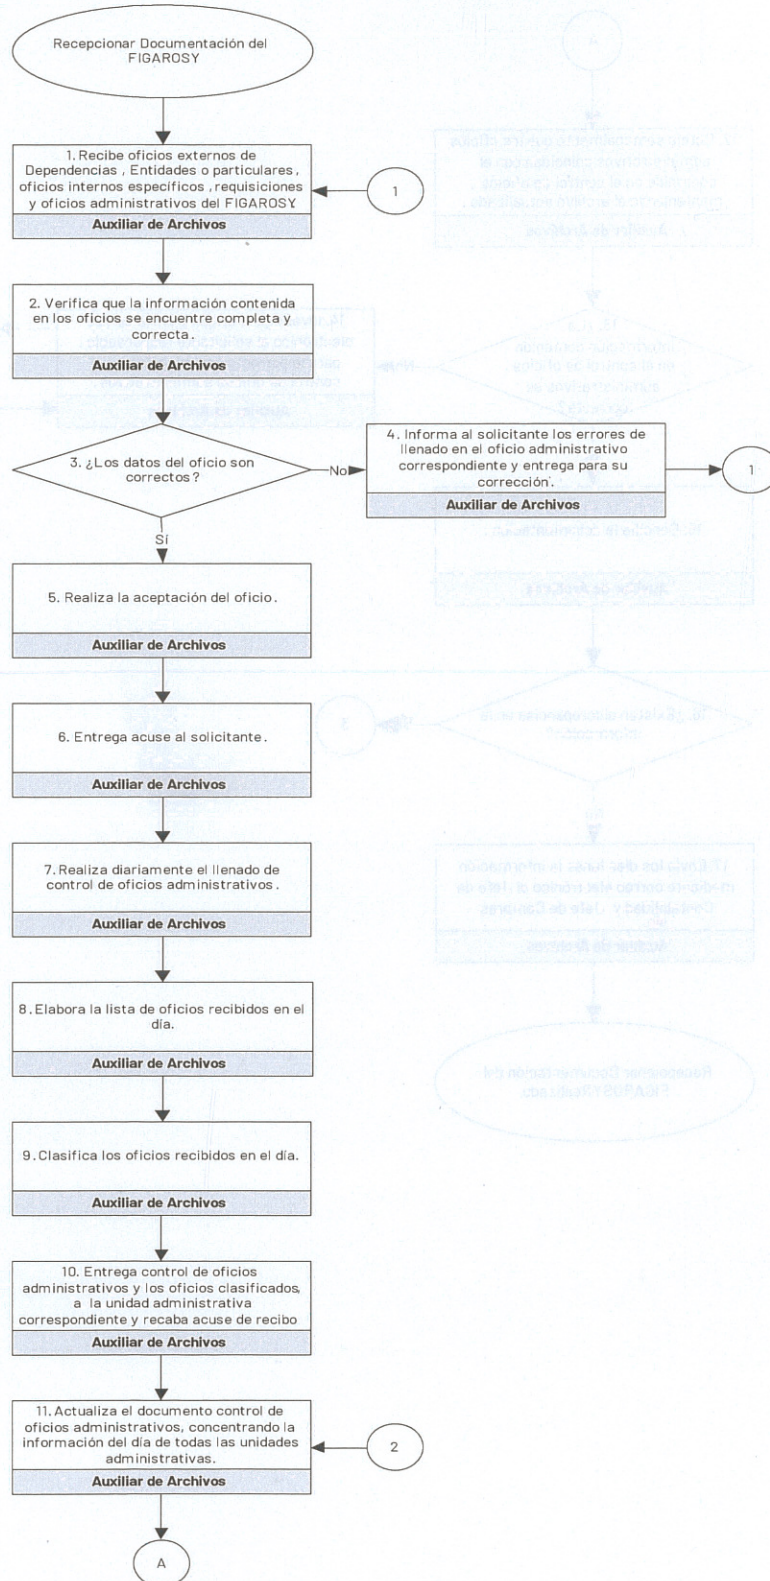 Recepcionar Documentación del
FIGAROSY
1. Recibe oficios externos de
Dependencias , Entidades o particulares ,
oficios internos específicos , requisiciones
y oficios administrativos del FIGAROSY
Auxiliar de Archivos
1
2. Verifica que la información contenida
en los oficios se encuentre completa y
correcta .
Auxiliar de Archivos
3. ¿Los datos del oficio son
correctos ?
No
4. Informa al solicitante los errores de
llenado en el oficio administrativo
correspondiente y entrega para su
corrección .
Auxiliar de Archivos
1
Sí
5. Realiza la aceptación del oficio .
Auxiliar de Archivos
6. Entrega acuse al solicitante .
Auxiliar de Archivos
7. Realiza diariamente el llenado de
control de oficios administrativos .
Auxiliar de Archivos
8. Elabora la lista de oficios recibidos en el
día.
Auxiliar de Archivos
9. Clasifica los oficios recibidos en el día.
Auxiliar de Archivos
10. Entrega control de oficios
administrativos y los oficios clasificados,
a la unidad administrativa
correspondiente y recaba acuse de recibo
Auxiliar de Archivos
11. Actualiza el documento control de
oficios administrativos, concentrando la
información del día de todas las unidades
administrativas.
Auxiliar de Archivos
2
A